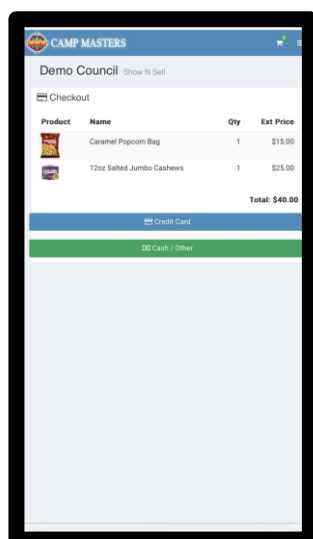 CAMP MASTERS
Demo Council Show N Sell
Checkout
Product Name Qty Ext Price
Caramel Popcorn Bag 1 $15.00
12oz Salted Jumbo Cashews 1 $25.00
Total: $40.00
Credit Card
Cash / Other